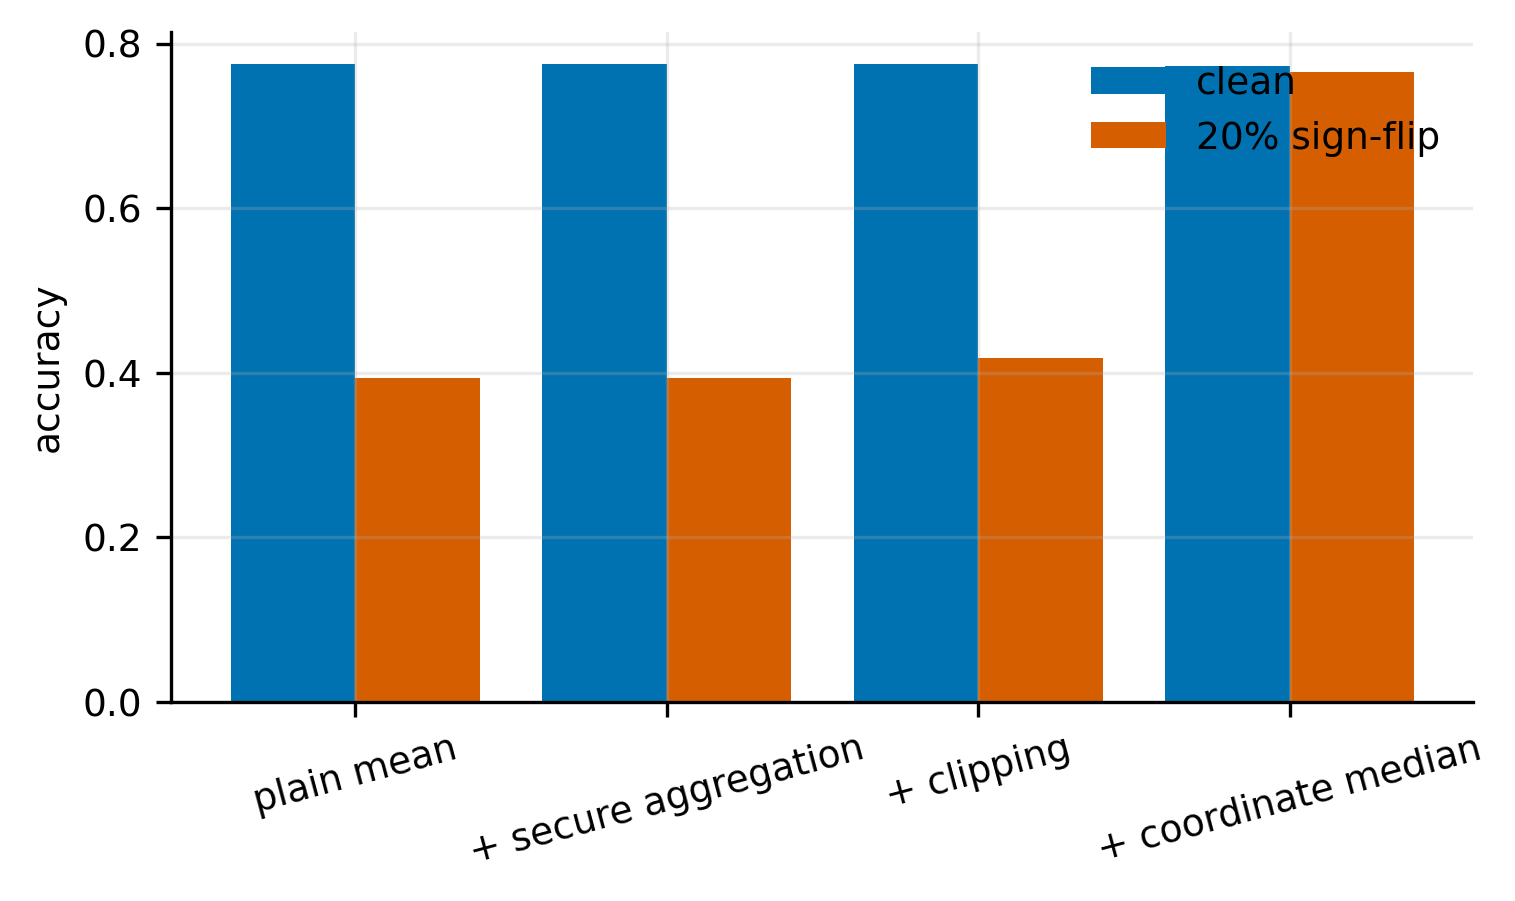 clean
20% sign-flip
0.8
0.6
0.4
0.2
0.0
accuracy
plain mean
+ secure aggregation
+ clipping
+ coordinate median